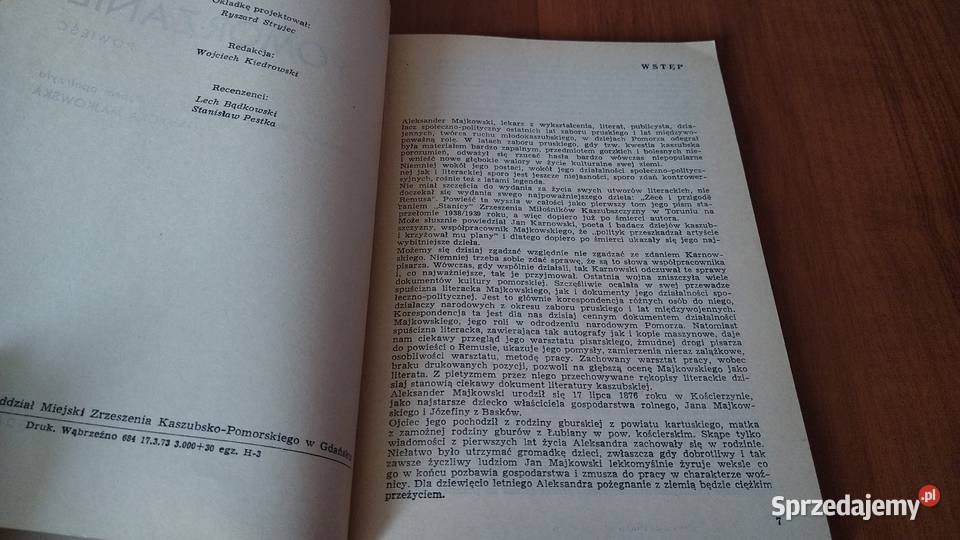 Okładkę projektował:
Ryszard Stryjec
Redakcja:
Wojciech Kiedrowski
Recenzenci:
Lech Bądkowski
Stanisław Pestka
ddział Miejski Zrzeszenia Kaszubsko-Pomorskiego w Gdańsku
Druk. Wąbrzeźno 684 17.3.73 3.000+30 egz. H-3
WSTĘP
Aleksander Majkowski, lekarz z wykształcenia, literat, publicysta, dzia-
łacz społeczno-polityczny ostatnich lat zaboru pruskiego i lat międzywo-
jennych, twórca ruchu młodokaszubskiego, w dziejach Pomorza odegrał
poważną rolę. W latach zaboru pruskiego, gdy tzw. kwestia kaszubska
była materiałem bardzo zapalnym, przedmiotem gorzkich i bolesnych nie-
porozumień, odważył się rzucać hasła bardzo wówczas niepopularne
i wnieść nowe głębokie walory w życie kulturalne swej ziemi.
Niemniej wokół jego postaci, wokół jego działalności społeczno-politycz-
nej jak i literackiej sporo jest jeszcze niejasności, sporo zdań kontrower-
syjnych, rośnie też z latami legenda.
Nie miał szczęścia do wydania za życia swych utworów literackich, nie
doczekał się wydania swego najpoważniejszego dzieła: „Żëcé i przigodë
Remusa". Powieść ta wyszła w całości jako pierwszy tom jego pism sta-
raniem „Stanicy" Zrzeszenia Miłośników Kaszubszczyzny w Toruniu na
przełomie 1938/1939 roku, a więc dopiero już po śmierci autora.
Może słusznie powiedział Jan Karnowski, poeta i badacz dziejów kaszub-
szczyzny, współpracownik Majkowskiego, że „polityk przeszkadzał artyście
i krzyżował mu plany" i dlatego dopiero po śmierci ukazały się jego naj-
wybitniejsze dzieła.
Możemy się dzisiaj zgadzać względnie nie zgadzać ze zdaniem Karnow-
skiego. Niemniej trzeba sobie zdać sprawę, że są to słowa współpracownika
pisarza. Wówczas, gdy wspólnie działali, tak Karnowski odczuwał te sprawy
i, co najważniejsze, tak je przyjmował. Ostatnia wojna zniszczyła wiele
dokumentów kultury pomorskiej. Szczęśliwie ocalała w swej przewadze
spuścizna literacka Majkowskiego, jak i dokumenty jego działalności spo-
łeczno-politycznej. Jest to głównie korespondencja różnych osób do niego,
działaczy narodowych z okresu zaboru pruskiego i lat międzywojennych.
Korespondencja ta jest dla nas dzisiaj cennym dokumentem działalności
Majkowskiego, jego roli w odrodzeniu narodowym Pomorza. Natomiast
spuścizna literacka, zawierająca tak autografy jak i kopie maszynowe, daje
nam ciekawy przegląd jego warsztatu pisarskiego, żmudnej drogi pisarza
do powieści o Remusie, ukazuje jego pomysły, zamierzenia nieraz zalążkowe,
osobliwości warsztatu, metodę pracy. Zachowany warsztat pracy, wobec
braku drukowanych pozycji, pozwoli na głębszą ocenę Majkowskiego jako
literata. Z pietyzmem przez niego przechowywane rękopisy literackie dzi-
siaj stanowią ciekawy dokument literatury kaszubskiej.
Aleksander Majkowski urodził się 17 lipca 1876 roku w Kościerzynie,
jako najstarsze dziecko właściciela gospodarstwa rolnego, Jana Majkow-
skiego i Józefiny z Basków.
Ojciec jego pochodził z rodziny gburskiej z powiatu kartuskiego, matka
z zamożnej rodziny gburów z Łubiany w pow. kościerskim. Skąpe tylko
wiadomości z pierwszych lat życia Aleksandra zachowały się w rodzinie.
Niełatwo było utrzymać gromadkę dzieci, zwłaszcza gdy dobrotliwy i tak
zawsze życzliwy ludziom Jan Majkowski lekkomyślnie żyruje weksle co
go w końcu pozbawia gospodarstwa i zmusza do pracy w charakterze woź-
nicy. Dla dziewięcio letniego Aleksandra pożegnanie z ziemią będzie ciężkim
przeżyciem.
7
Sprzedajemy .pl